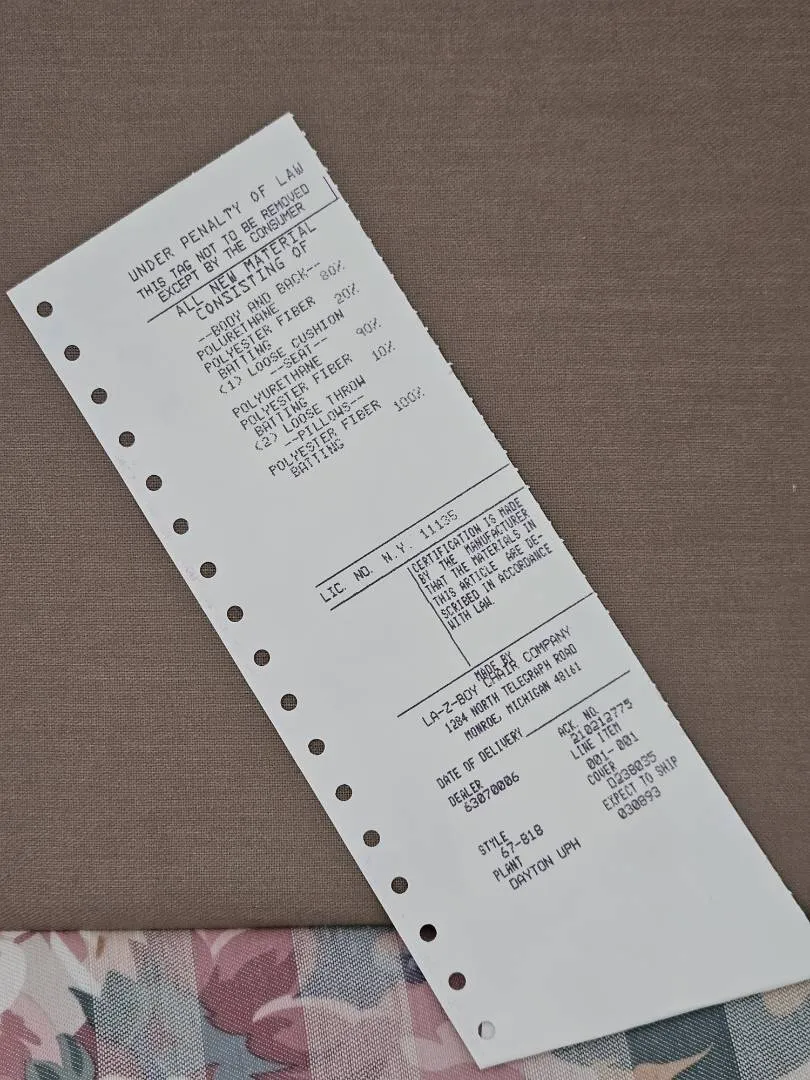 UNDER PENALTY OF LAW
THIS TAG NOT TO BE REMOVED
EXCEPT BY THE CONSUMER
ALL NEW MATERIAL
CONSISTING OF
--BODY AND BACK--
POLURETHANE 80%
POLYESTER FIBER 20%
BATTING
(1) LOOSE CUSHION
--SEAT--
POLYURETHANE 90%
POLYESTER FIBER 10%
BATTING
(2) LOOSE THROW
--PILLOWS--
POLYESTER FIBER 100%
BATTING
LIC. NO. N.Y. 11135
CERTIFICATION IS MADE
BY THE MANUFACTURER
THAT THE MATERIALS IN
THIS ARTICLE ARE DE-
SCRIBED IN ACCORDANCE
WITH LAW.
MADE BY
LA-Z-BOY CHAIR COMPANY
1284 NORTH TELEGRAPH ROAD
MONROE, MICHIGAN 48161
DATE OF DELIVERY
DEALER
63070006
STYLE
67-818
PLANT
DAYTON UPH
ACK. NO.
210212775
LINE ITEM
001-001
COVER
D238035
EXPECT TO SHIP
030893